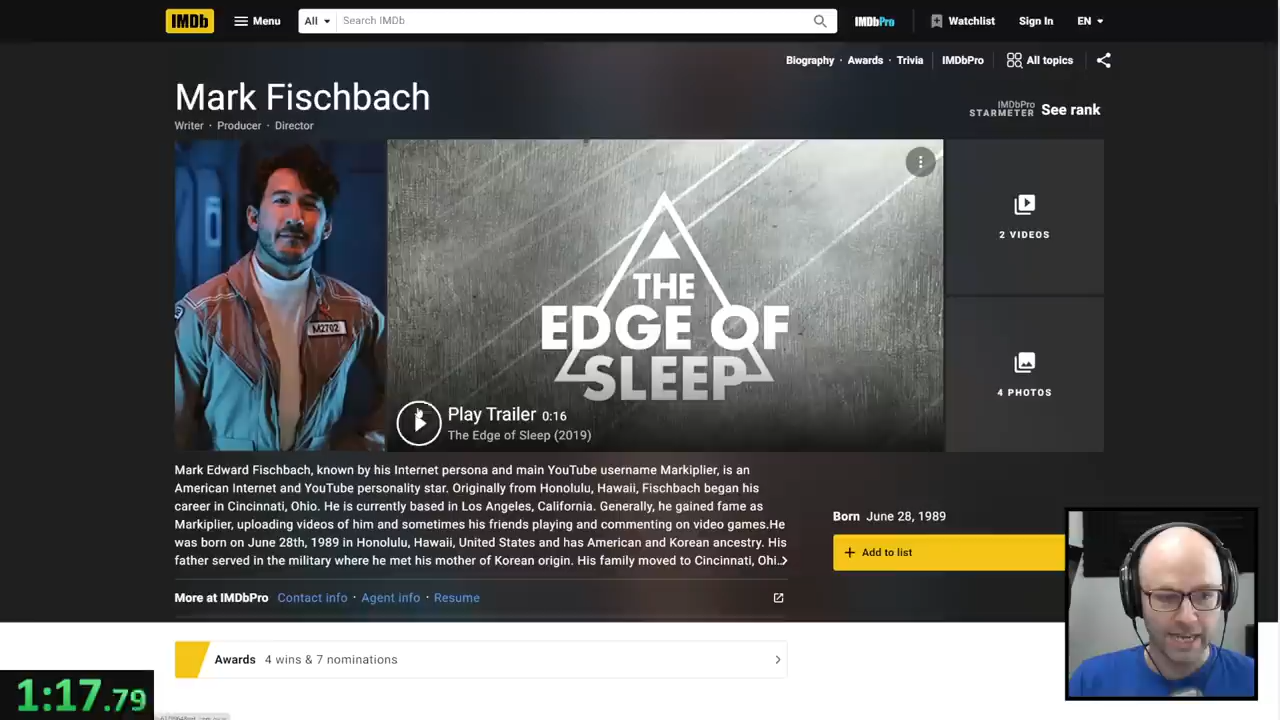 IMDb
Menu
All
Search IMDb
IMDbPro
Watchlist
Sign In
EN
Biography · Awards · Trivia
IMDbPro
All topics
Mark Fischbach
Writer · Producer · Director
IMDbPro
STARMETER
See rank
M2702
THE
EDGE OF
SLEEP
Play Trailer 0:16
The Edge of Sleep (2019)
2 VIDEOS
4 PHOTOS
Mark Edward Fischbach, known by his Internet persona and main YouTube username Markiplier, is an
American Internet and YouTube personality star. Originally from Honolulu, Hawaii, Fischbach began his
career in Cincinnati, Ohio. He is currently based in Los Angeles, California. Generally, he gained fame as
Markiplier, uploading videos of him and sometimes his friends playing and commenting on video games.He
was born on June 28th, 1989 in Honolulu, Hawaii, United States and has American and Korean ancestry. His
father served in the military where he met his mother of Korean origin. His family moved to Cincinnati, Ohi...
Born June 28, 1989
Add to list
More at IMDbPro Contact info · Agent info · Resume
Awards 4 wins & 7 nominations
1:17.79